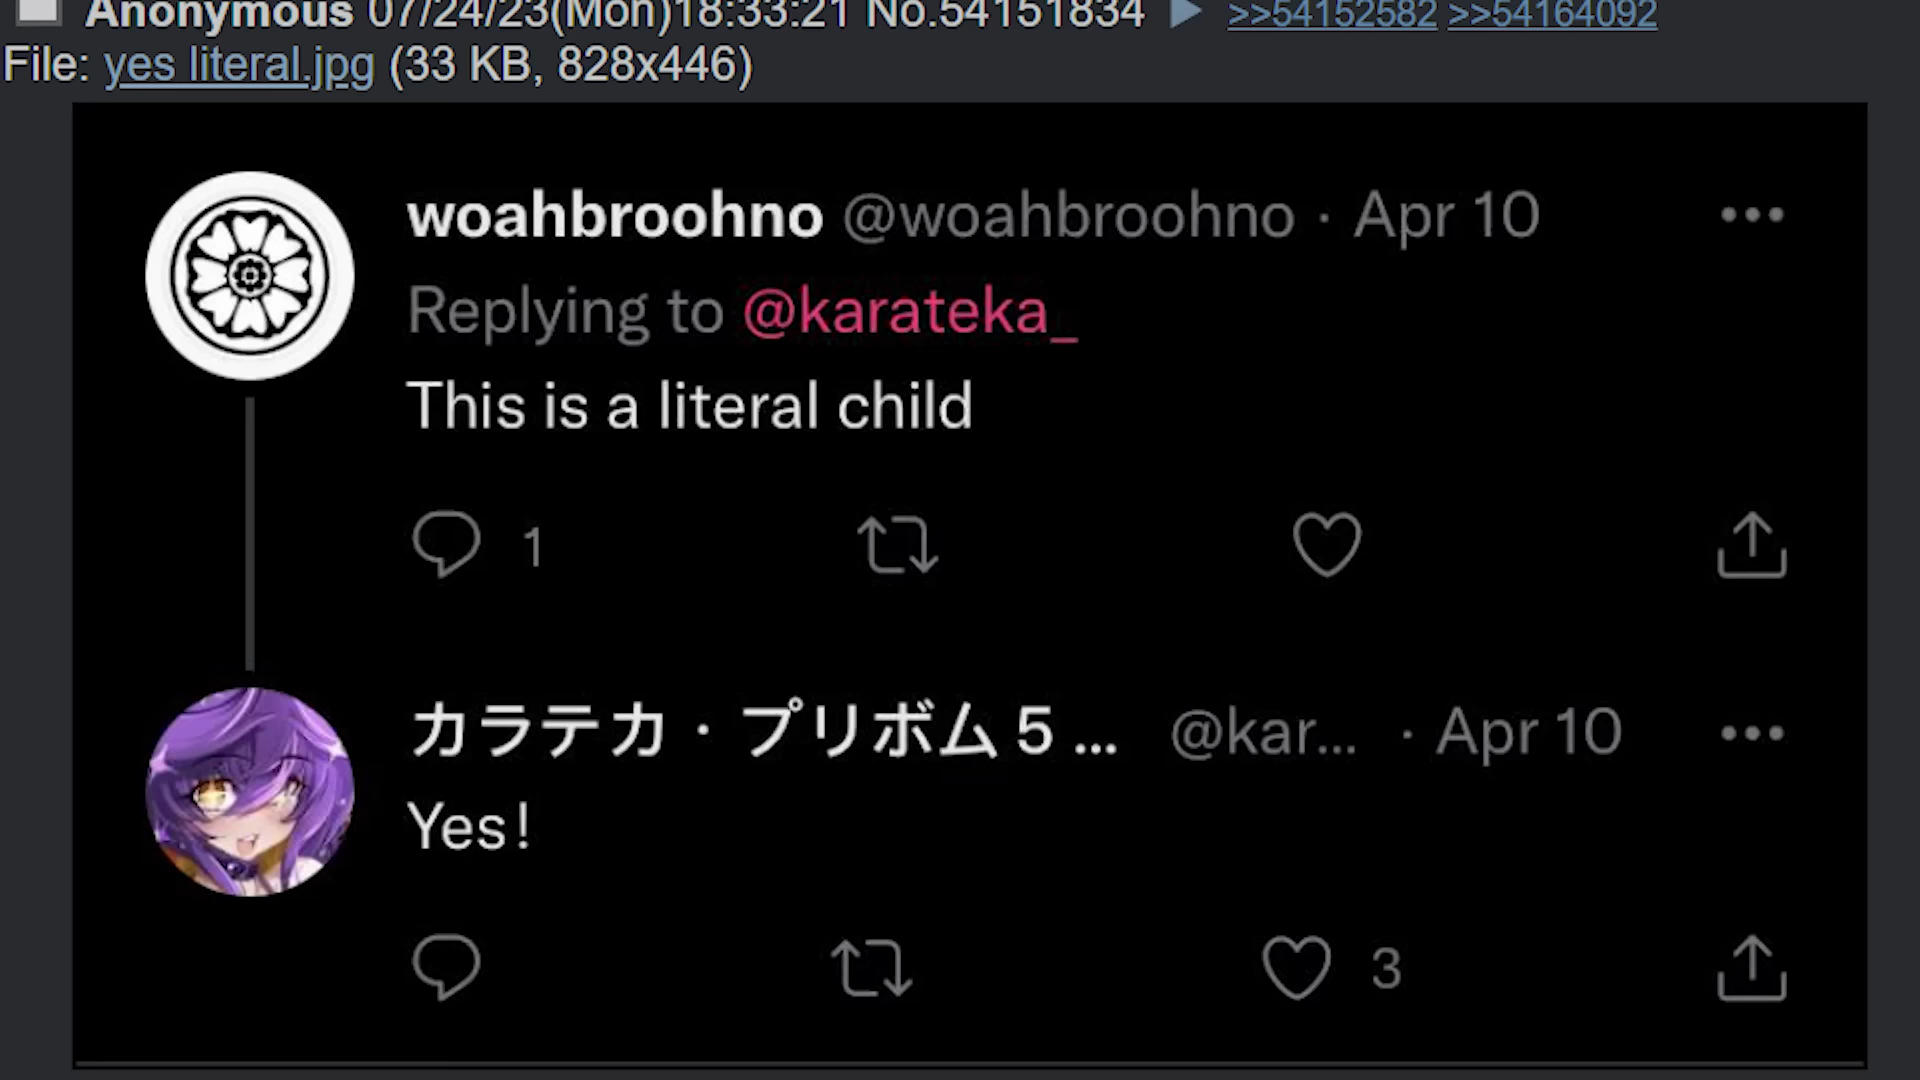 Anonymous 07/24/23(Mon)18:33:21 No.54151834 ▶ >>54152582 >>54164092
File: yes literal.jpg (33 KB, 828x446)
woahbroohno @woahbroohno · Apr 10
Replying to @karateka_
This is a literal child
1
カラテカ・プリボム5... @kar... · Apr 10
Yes!
3